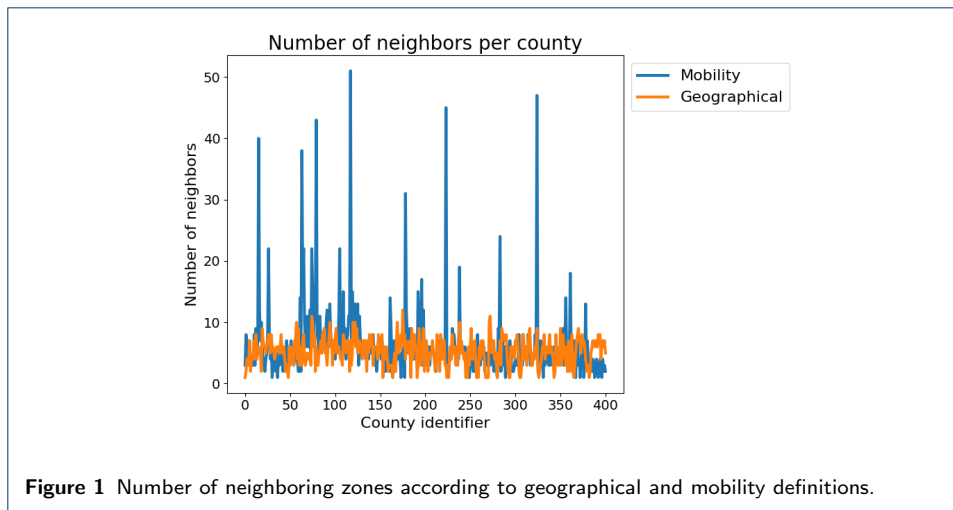 Number of neighbors per county
Mobility
Geographical
50
40
30
20
10
0
Number of neighbors
0 50 100 150 200 250 300 350 400
County identifier
Figure 1 Number of neighboring zones according to geographical and mobility definitions.